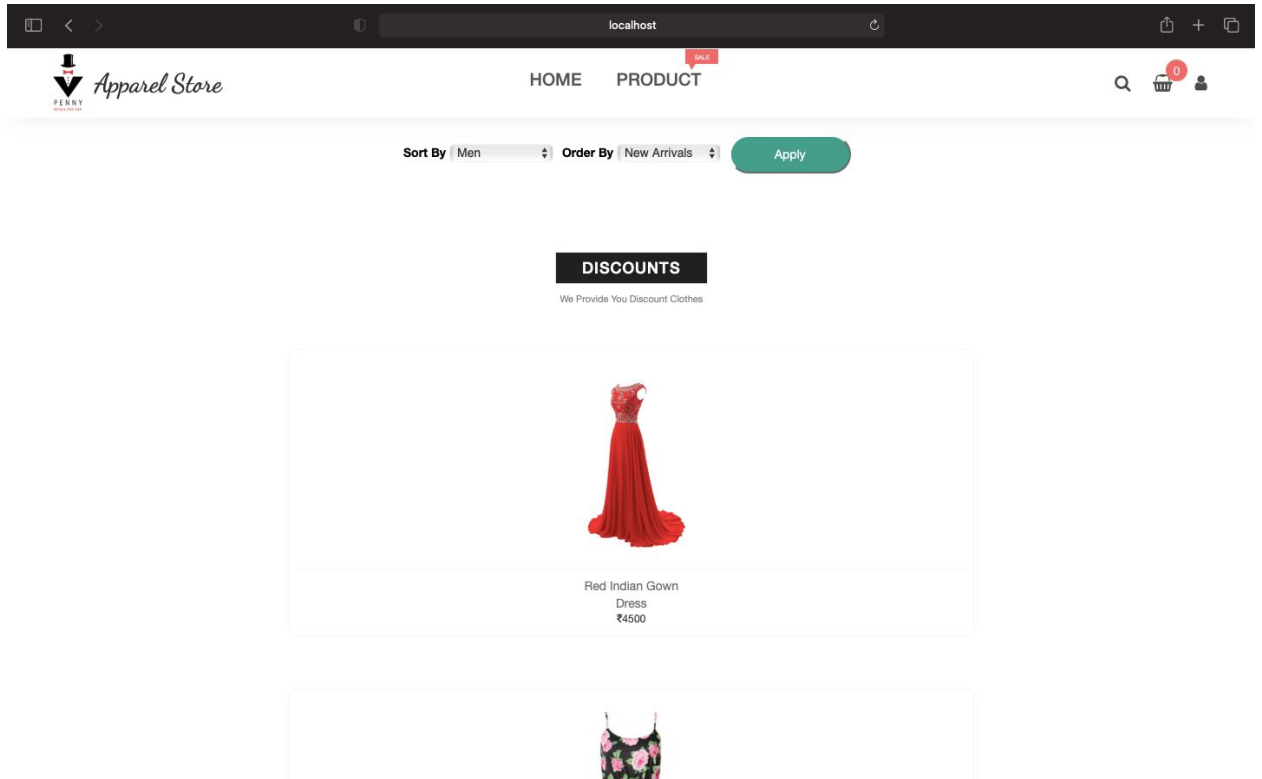 localhost
SALE
PENNY
Apparel Store
HOME PRODUCT
0
Sort By Men Order By New Arrivals Apply
DISCOUNTS
We Provide You Discount Clothes
Red Indian Gown
Dress
₹4500